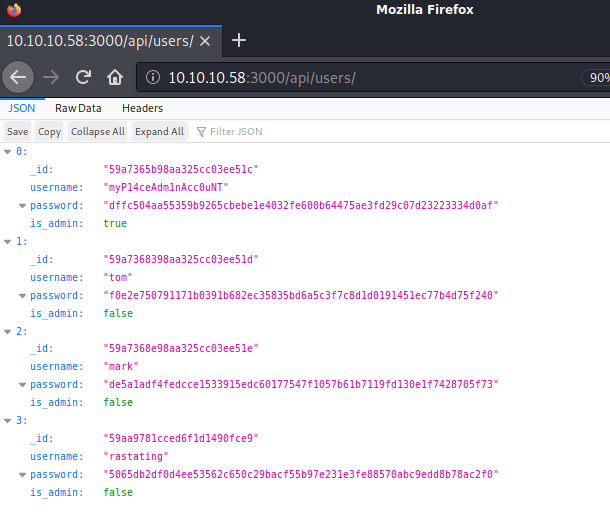 Mozilla Firefox
10.10.10.58:3000/api/users/
10.10.10.58:3000/api/users/ 90%
JSON Raw Data Headers
Save Copy Collapse All Expand All Filter JSON
0:
_id: "59a7365b98aa325cc03ee51c"
username: "myP14ceAdm1nAcc0uNT"
password: "dffc504aa55359b9265cbebe1e4032fe600b64475ae3fd29c07d23223334d0af"
is_admin: true
1:
_id: "59a7368398aa325cc03ee51d"
username: "tom"
password: "f0e2e750791171b0391b682ec35835bd6a5c3f7c8d1d0191451ec77b4d75f240"
is_admin: false
2:
_id: "59a7368e98aa325cc03ee51e"
username: "mark"
password: "de5a1adf4fedcce1533915edc60177547f1057b61b7119fd130e1f7428705f73"
is_admin: false
3:
_id: "59aa9781cced6f1d1490fce9"
username: "rastating"
password: "5065db2df0d4ee53562c650c29bacf55b97e231e3fe88570abc9edd8b78ac2f0"
is_admin: false